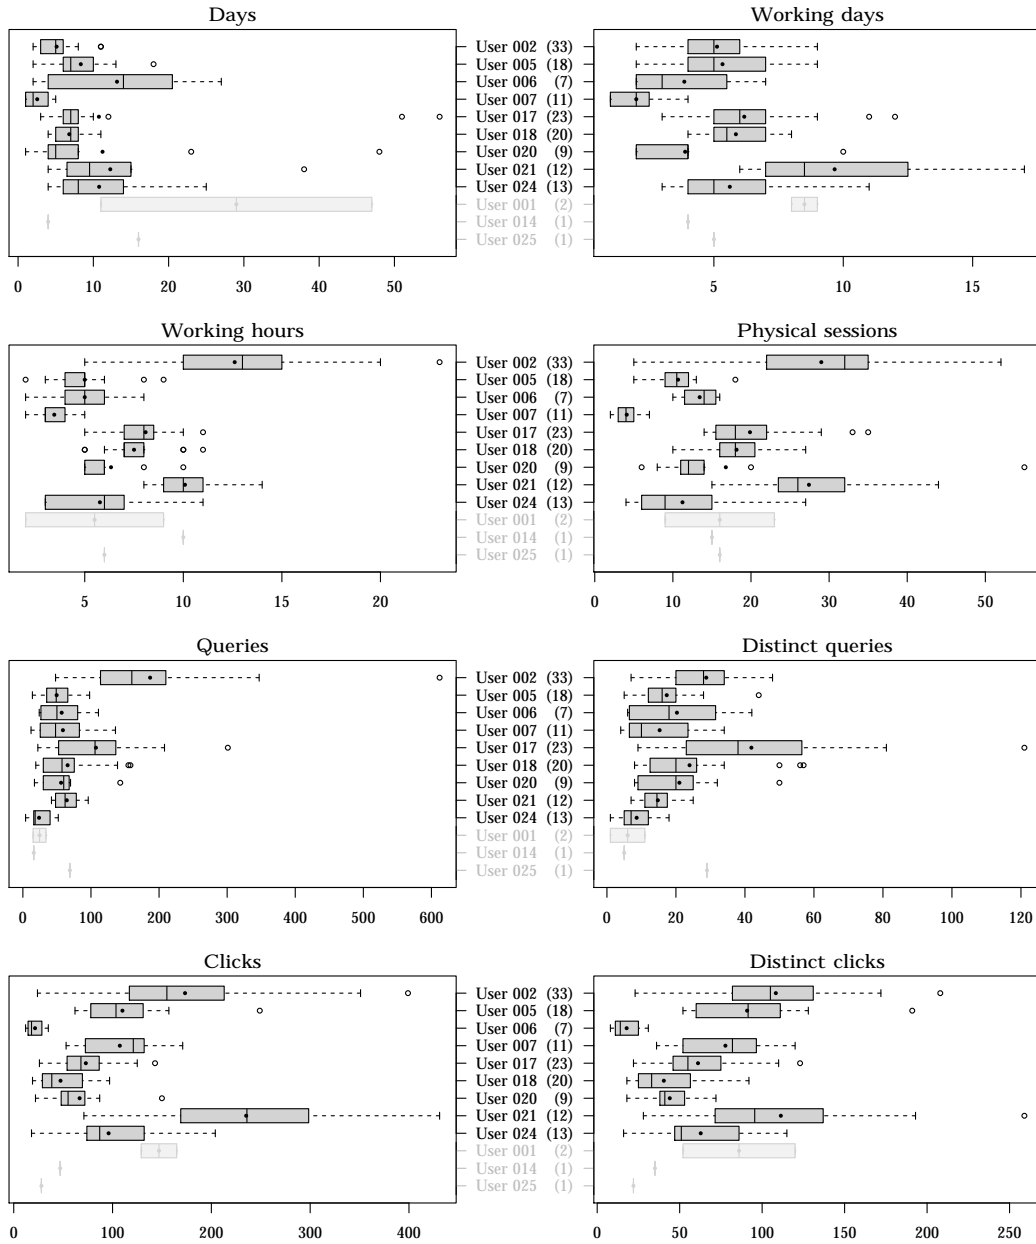 Days Working days
User 002 (33)
User 005 (18)
User 006 (7)
User 007 (11)
User 017 (23)
User 018 (20)
User 020 (9)
User 021 (12)
User 024 (13)
User 001 (2)
User 014 (1)
User 025 (1)
0 10 20 30 40 50 5 10 15
Working hours Physical sessions
User 002 (33)
User 005 (18)
User 006 (7)
User 007 (11)
User 017 (23)
User 018 (20)
User 020 (9)
User 021 (12)
User 024 (13)
User 001 (2)
User 014 (1)
User 025 (1)
5 10 15 20 0 10 20 30 40 50
Queries Distinct queries
User 002 (33)
User 005 (18)
User 006 (7)
User 007 (11)
User 017 (23)
User 018 (20)
User 020 (9)
User 021 (12)
User 024 (13)
User 001 (2)
User 014 (1)
User 025 (1)
0 100 200 300 400 500 600 0 20 40 60 80 100 120
Clicks Distinct clicks
User 002 (33)
User 005 (18)
User 006 (7)
User 007 (11)
User 017 (23)
User 018 (20)
User 020 (9)
User 021 (12)
User 024 (13)
User 001 (2)
User 014 (1)
User 025 (1)
0 100 200 300 400 0 50 100 150 200 250